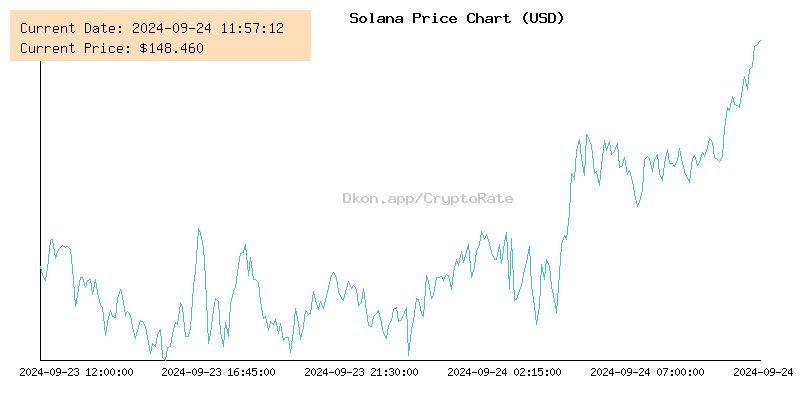 Solana Price Chart (USD)
Current Date: 2024-09-24 11:57:12
Current Price: $148.460
Dkon.app/CryptoRate
2024-09-23 12:00:00 2024-09-23 16:45:00 2024-09-23 21:30:00 2024-09-24 02:15:00 2024-09-24 07:00:00 2024-09-24